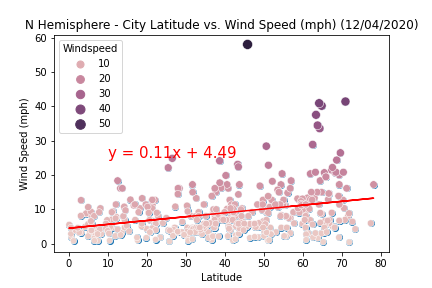 N Hemisphere - City Latitude vs. Wind Speed (mph) (12/04/2020)
60
50
40
30
20
10
0
Wind Speed (mph)
Windspeed
10
20
30
40
50
y = 0.11x + 4.49
0 10 20 30 40 50 60 70 80
Latitude